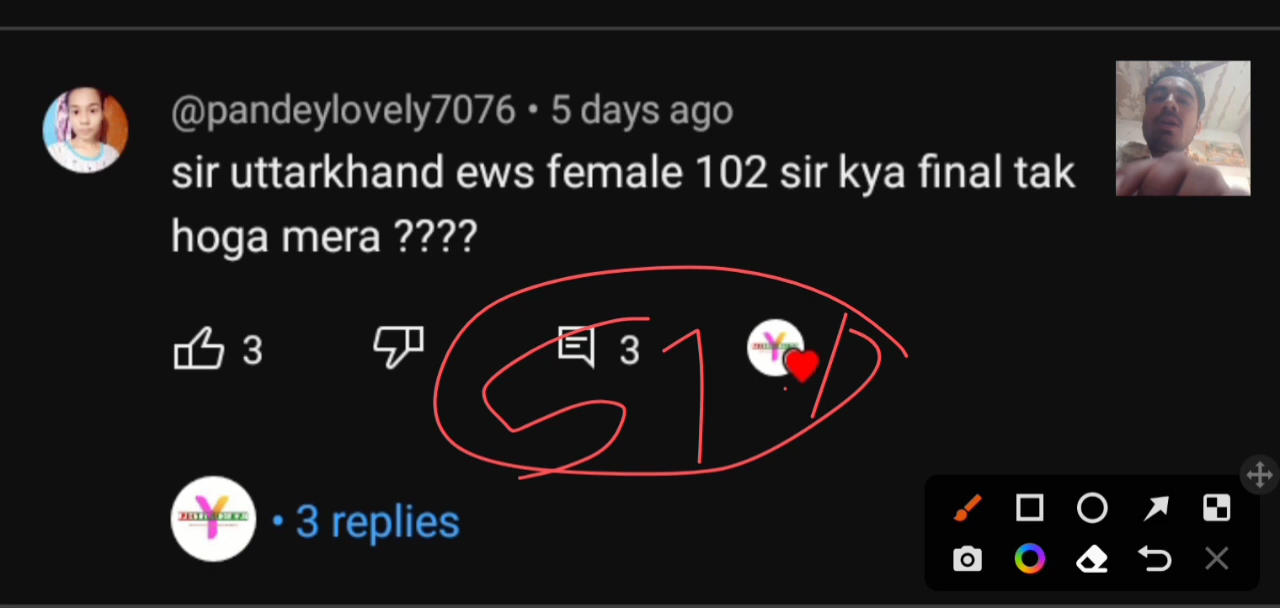 @pandeylovely7076 • 5 days ago
sir uttarkhand ews female 102 sir kya final tak
hoga mera ????
3
3
51
• 3 replies